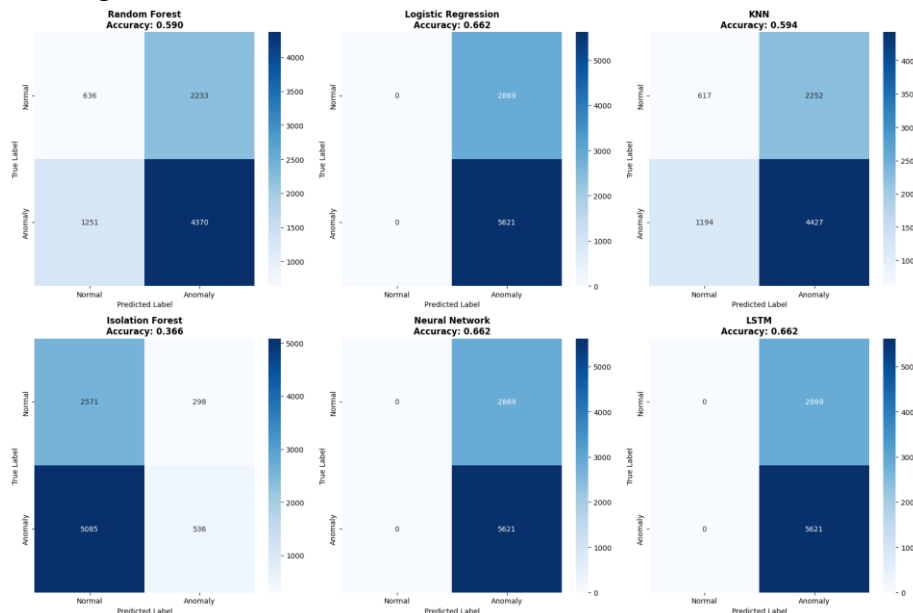 Random Forest
Accuracy: 0.590
4000
3500
3000
2500
2000
1500
1000
Normal
Anomaly
True Label
636
2233
1251
4370
Normal
Anomaly
Predicted Label
Logistic Regression
Accuracy: 0.662
5000
4000
3000
2000
1000
0
Normal
Anomaly
True Label
0
2869
0
5621
Normal
Anomaly
Predicted Label
KNN
Accuracy: 0.594
Normal
Anomaly
True Label
617
2252
1194
4427
Normal
Anomaly
Predicted Label
Isolation Forest
Accuracy: 0.366
5000
4000
3000
2000
1000
Normal
Anomaly
True Label
2571
298
5085
536
Normal
Anomaly
Predicted Label
Neural Network
Accuracy: 0.662
5000
4000
3000
2000
1000
0
Normal
Anomaly
True Label
0
2869
0
5621
Normal
Anomaly
Predicted Label
LSTM
Accuracy: 0.662
Normal
Anomaly
True Label
0
2869
0
5621
Normal
Anomaly
Predicted Label